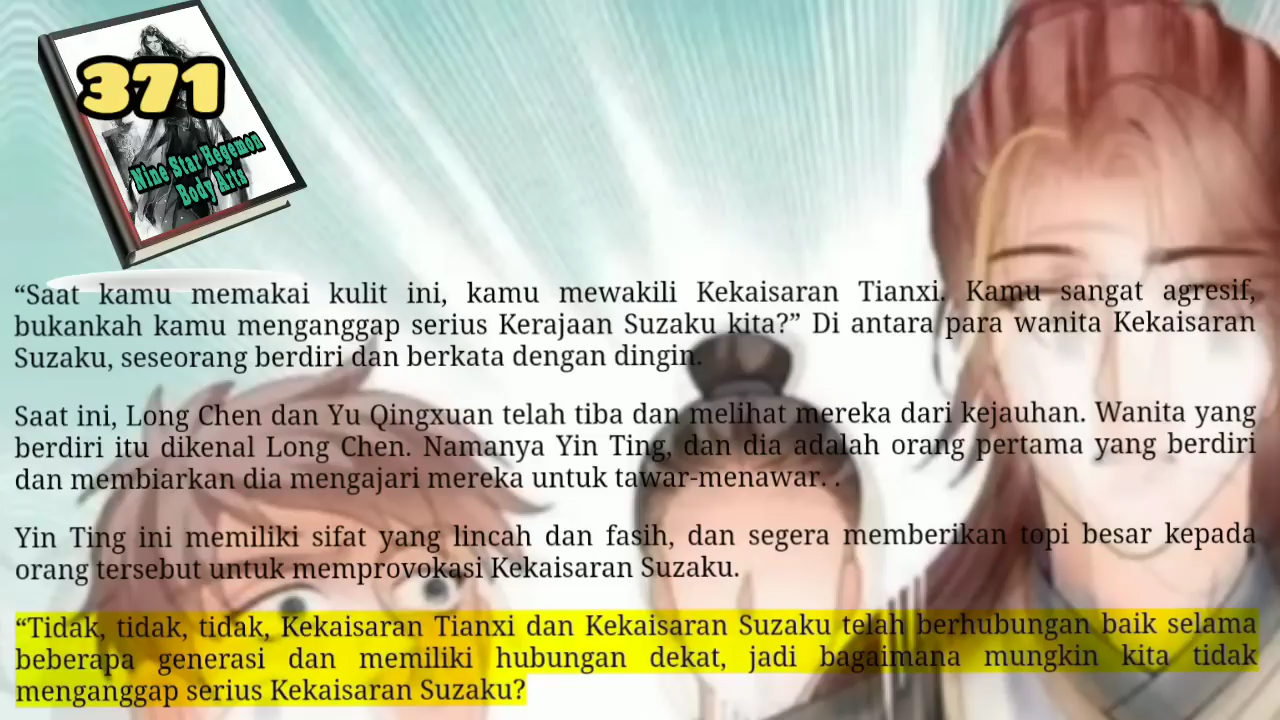 371
Nine Star Hegemon
Body Arts
“Saat kamu memakai kulit ini, kamu mewakili Kekaisaran Tianxi. Kamu sangat agresif,
bukankah kamu menganggap serius Kerajaan Suzaku kita?” Di antara para wanita Kekaisaran
Suzaku, seseorang berdiri dan berkata dengan dingin.
Saat ini, Long Chen dan Yu Qingxuan telah tiba dan melihat mereka dari kejauhan. Wanita yang
berdiri itu dikenal Long Chen. Namanya Yin Ting, dan dia adalah orang pertama yang berdiri
dan membiarkan dia mengajari mereka untuk tawar-menawar. .
Yin Ting ini memiliki sifat yang lincah dan fasih, dan segera memberikan topi besar kepada
orang tersebut untuk memprovokasi Kekaisaran Suzaku.
“Tidak, tidak, tidak, Kekaisaran Tianxi dan Kekaisaran Suzaku telah berhubungan baik selama
beberapa generasi dan memiliki hubungan dekat, jadi bagaimana mungkin kita tidak
menganggap serius Kekaisaran Suzaku?